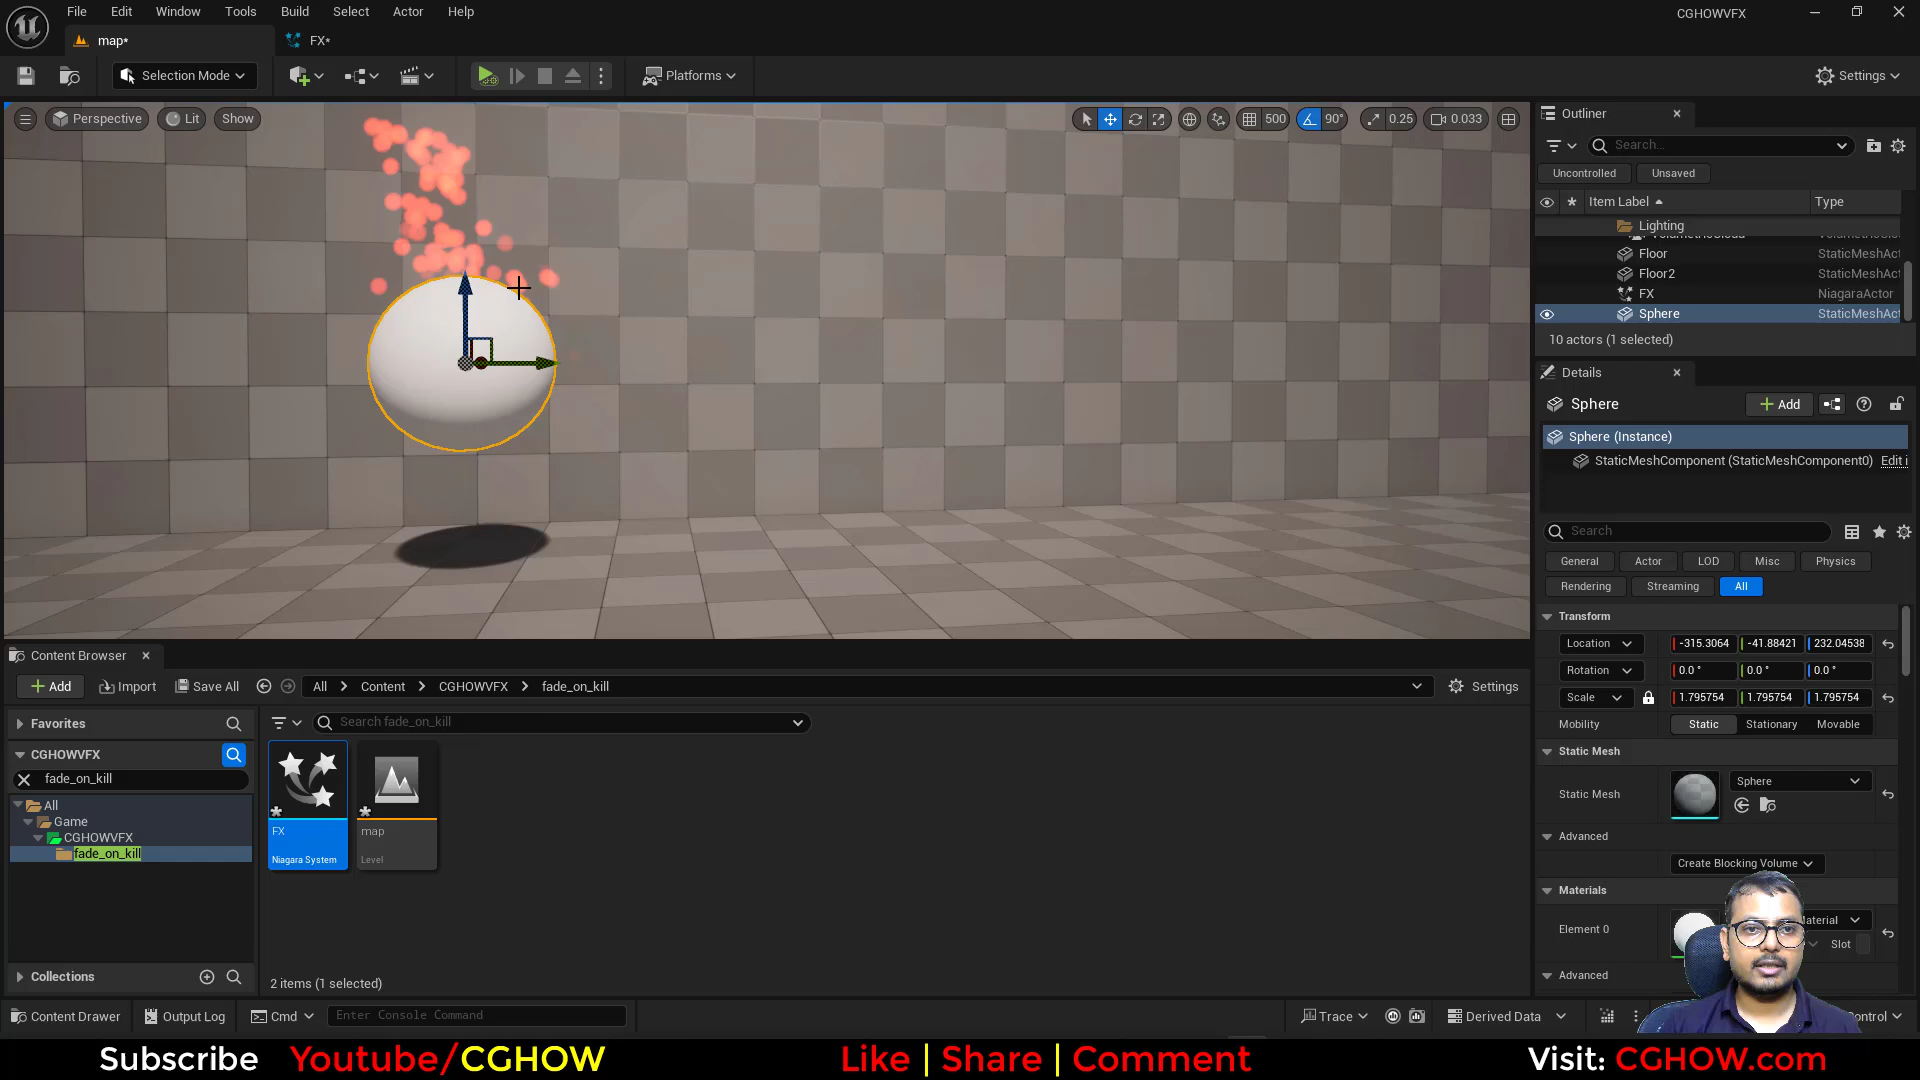 File Edit Window Tools Build Select Actor Help
CGHOWVFX
map*
FX*
Selection Mode
Platforms
Settings
Perspective
Lit
Show
500
90°
0.25
0.033
Outliner
Search...
Uncontrolled
Unsaved
Item Label
Type
Lighting
Floor StaticMeshAct
Floor2 StaticMeshAct
FX NiagaraActor
Sphere StaticMeshAct
10 actors (1 selected)
Details
Sphere
Add
Sphere (Instance)
StaticMeshComponent (StaticMeshComponent0) Edit i
Search
General Actor LOD Misc Physics
Rendering Streaming All
Transform
Location -315.3064 -41.88421 232.04538
Rotation 0.0 ° 0.0 ° 0.0 °
Scale 1.795754 1.795754 1.795754
Mobility Static Stationary Movable
Static Mesh
Static Mesh Sphere
Advanced
Create Blocking Volume
Materials
Element 0
aterial
Slot
Advanced
Content Browser
Add Import Save All All Content CGHOWVFX fade_on_kill Settings
Favorites
CGHOWVFX
fade_on_kill
All
Game
CGHOWVFX
fade_on_kill
Collections
Search fade_on_kill
FX
Niagara System
map
Level
2 items (1 selected)
Content Drawer Output Log Cmd Enter Console Command Trace Derived Data ontrol
Subscribe Youtube/CGHOW Like | Share | Comment Visit: CGHOW.com